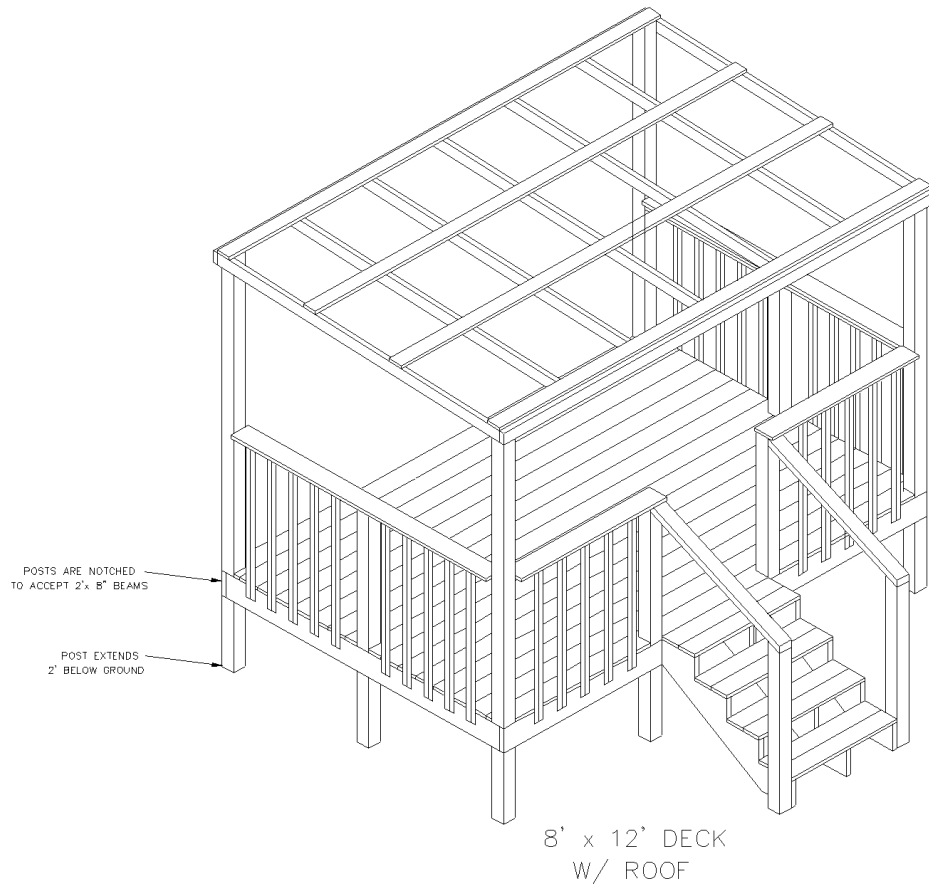 POSTS ARE NOTCHED
TO ACCEPT 2'x 8" BEAMS
POST EXTENDS
2' BELOW GROUND
8' x 12' DECK
W/ ROOF